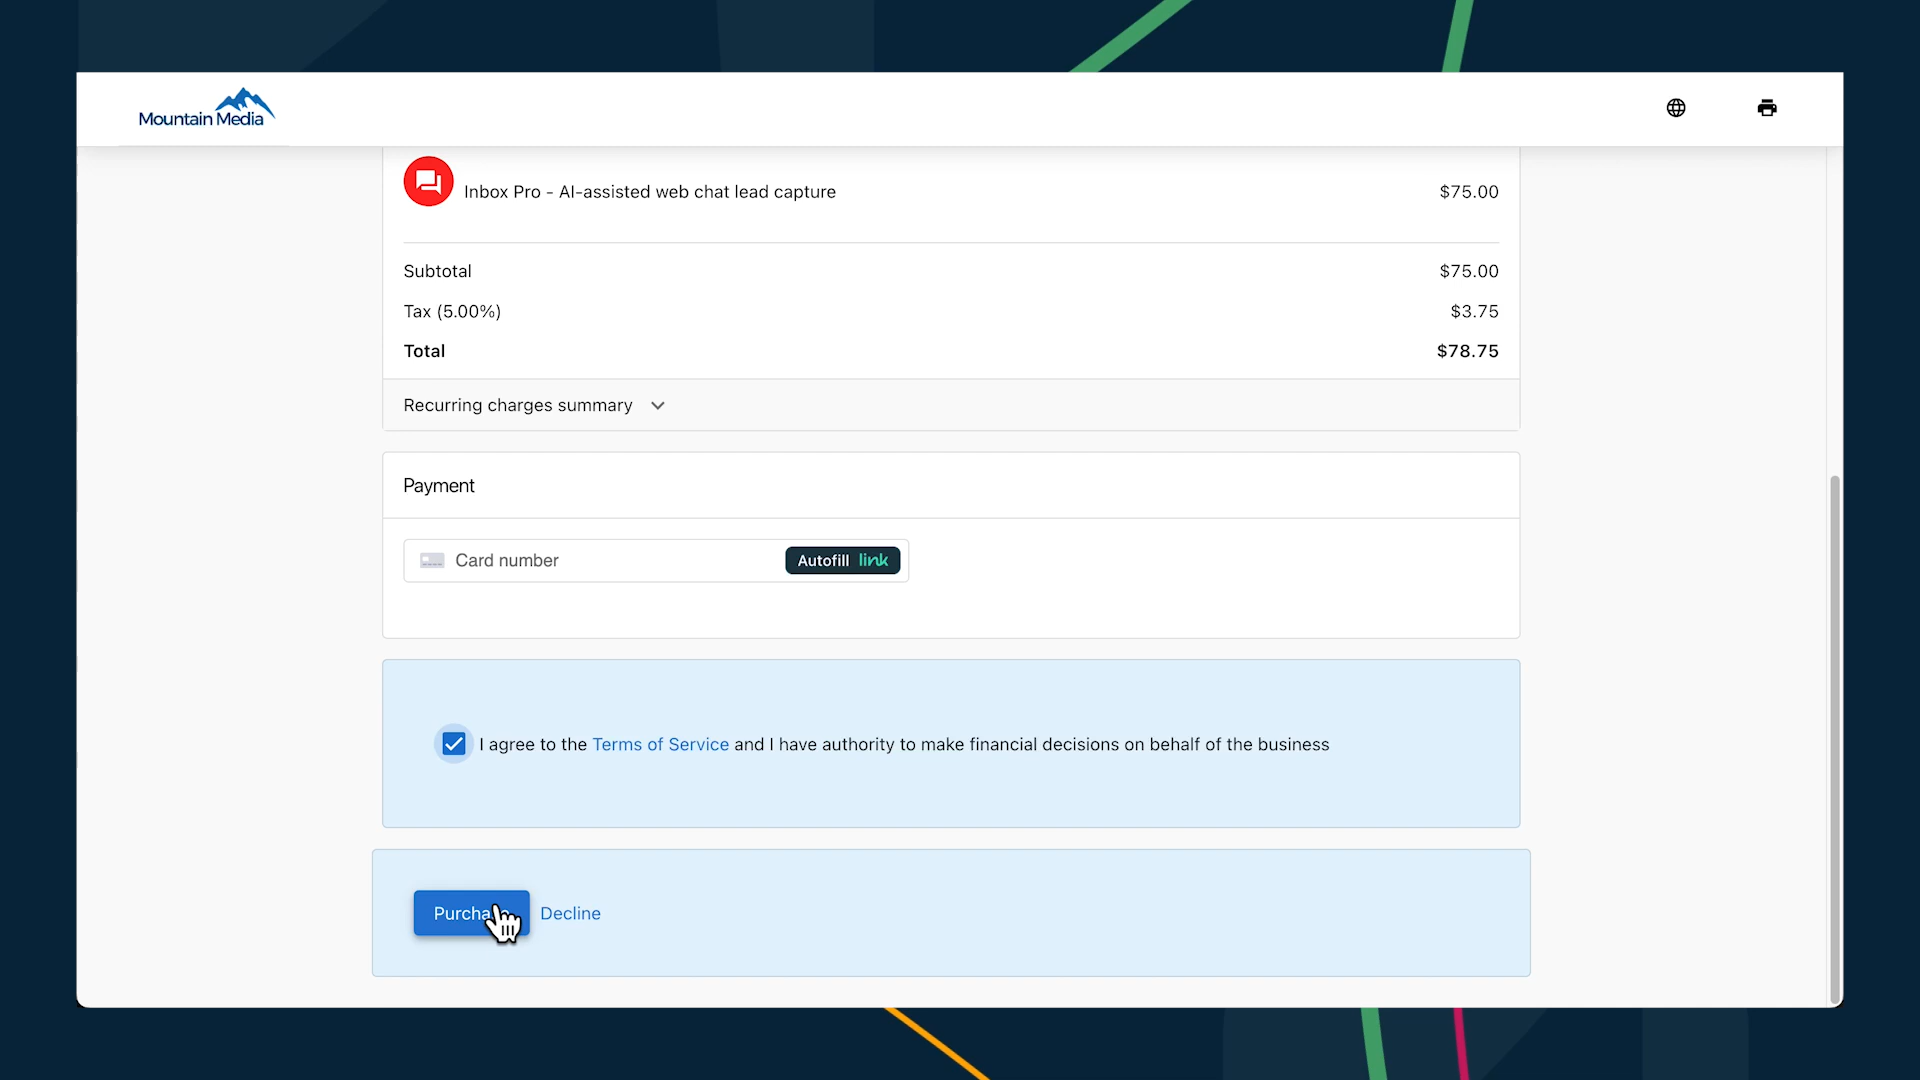 Mountain Media
Inbox Pro - AI-assisted web chat lead capture $75.00
Subtotal $75.00
Tax (5.00%) $3.75
Total $78.75
Recurring charges summary
Payment
Card number Autofill link
I agree to the Terms of Service and I have authority to make financial decisions on behalf of the business
Purchase Decline